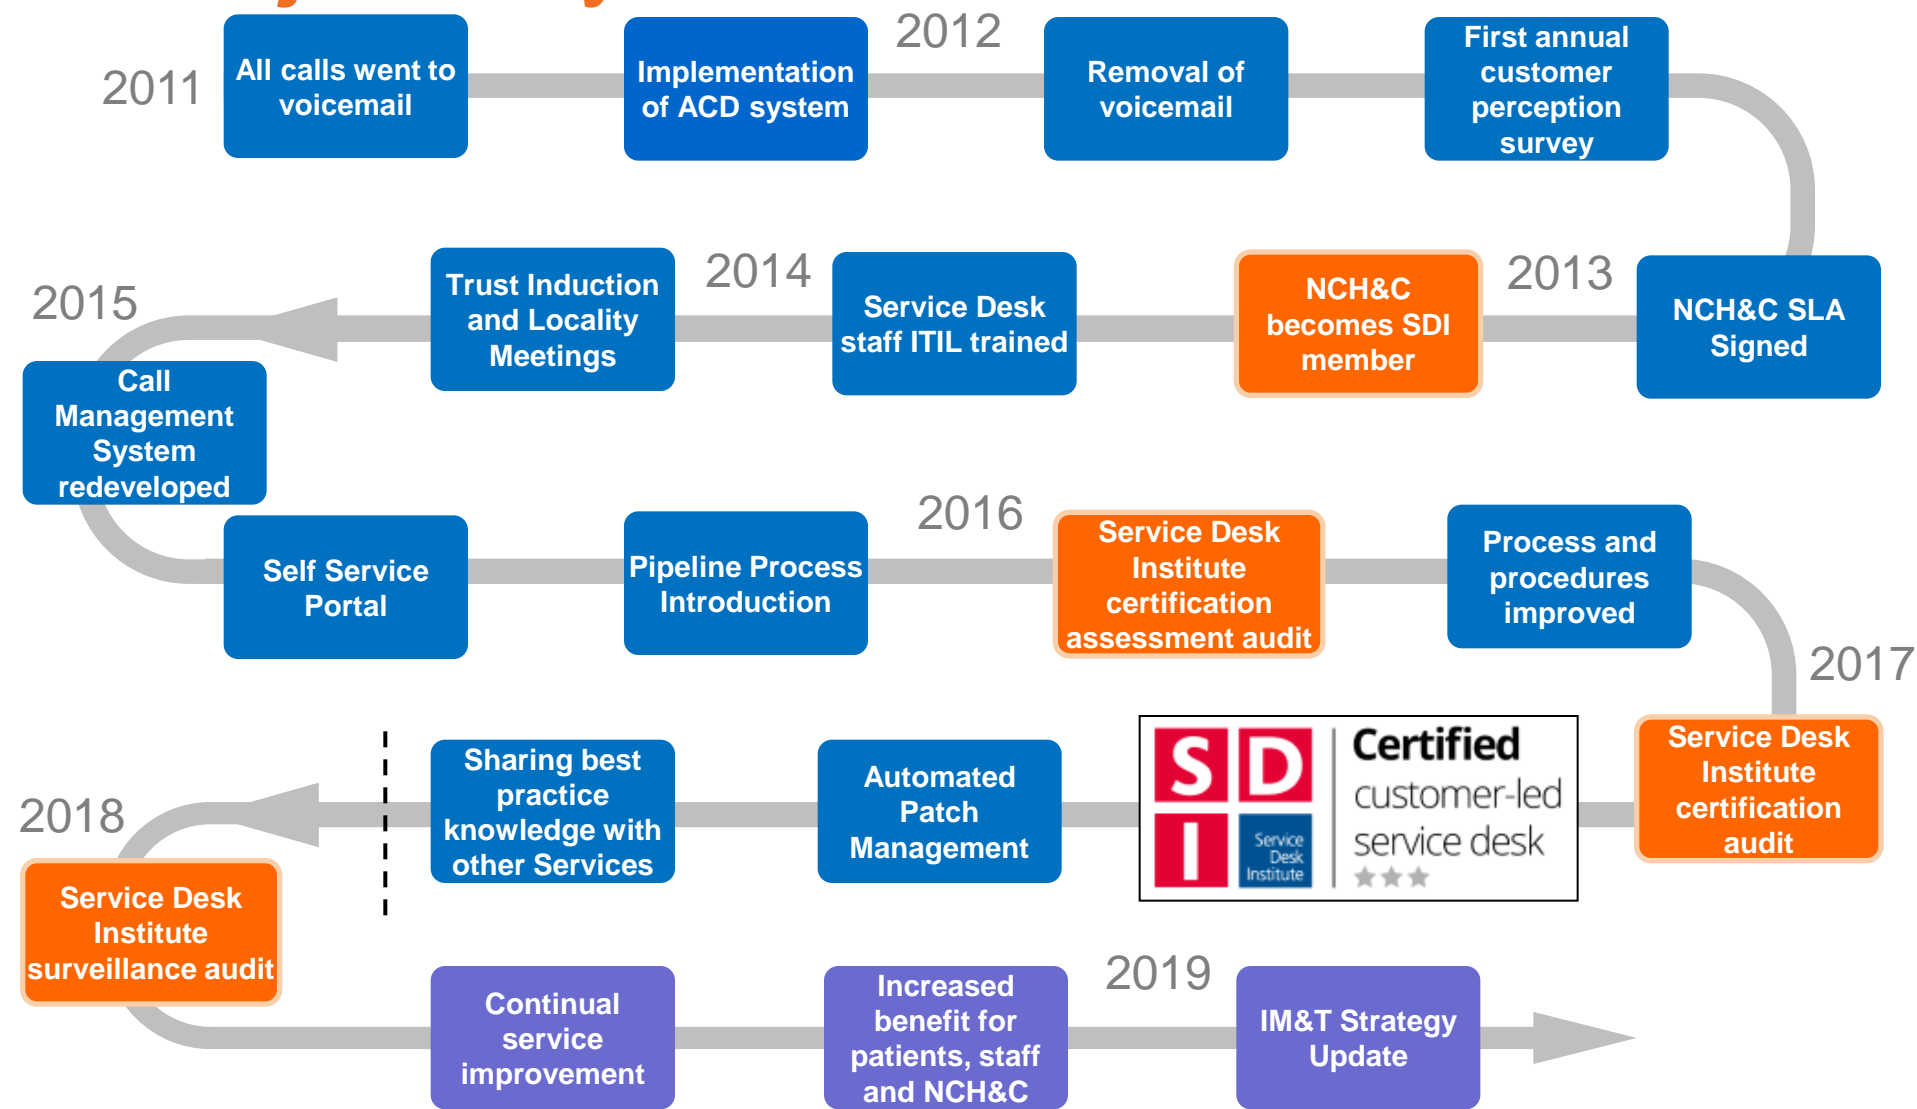 2011
All calls went to
voicemail
Implementation
of ACD system
2012
Removal of
voicemail
First annual
customer
perception
survey
NCH&C SLA
Signed
2013
NCH&C
becomes SDI
member
Service Desk
staff ITIL trained
2014
Trust Induction
and Locality
Meetings
2015
Call
Management
System
redeveloped
Self Service
Portal
Pipeline Process
Introduction
2016
Service Desk
Institute
certification
assessment audit
Process and
procedures
improved
2017
Service Desk
Institute
certification
audit
SDI
Service
Desk
Institute
Certified
customer-led
service desk
Automated
Patch
Management
Sharing best
practice
knowledge with
other Services
2018
Service Desk
Institute
surveillance audit
Continual
service
improvement
Increased
benefit for
patients, staff
and NCH&C
2019
IM&T Strategy
Update